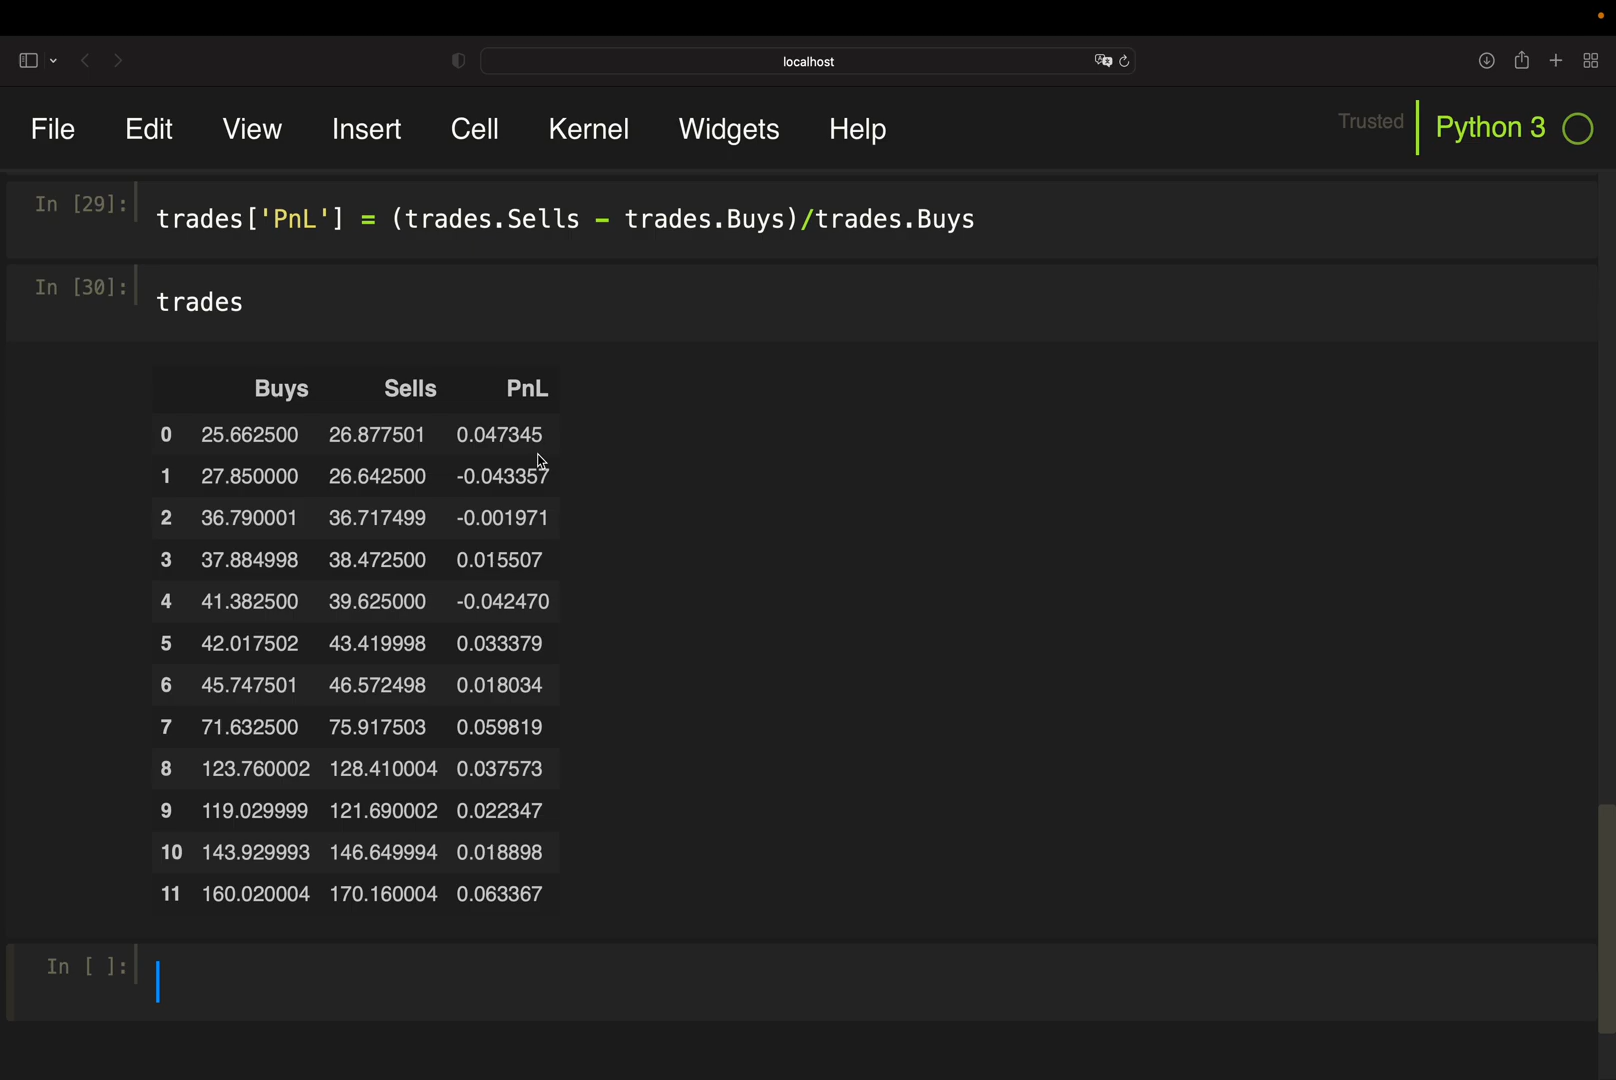 localhost
File Edit View Insert Cell Kernel Widgets Help Trusted Python 3
In [29]: trades['PnL'] = (trades.Sells - trades.Buys)/trades.Buys
In [30]: trades
Buys Sells PnL
0 25.662500 26.877501 0.047345
1 27.850000 26.642500 -0.043357
2 36.790001 36.717499 -0.001971
3 37.884998 38.472500 0.015507
4 41.382500 39.625000 -0.042470
5 42.017502 43.419998 0.033379
6 45.747501 46.572498 0.018034
7 71.632500 75.917503 0.059819
8 123.760002 128.410004 0.037573
9 119.029999 121.690002 0.022347
10 143.929993 146.649994 0.018898
11 160.020004 170.160004 0.063367
In [ ]: